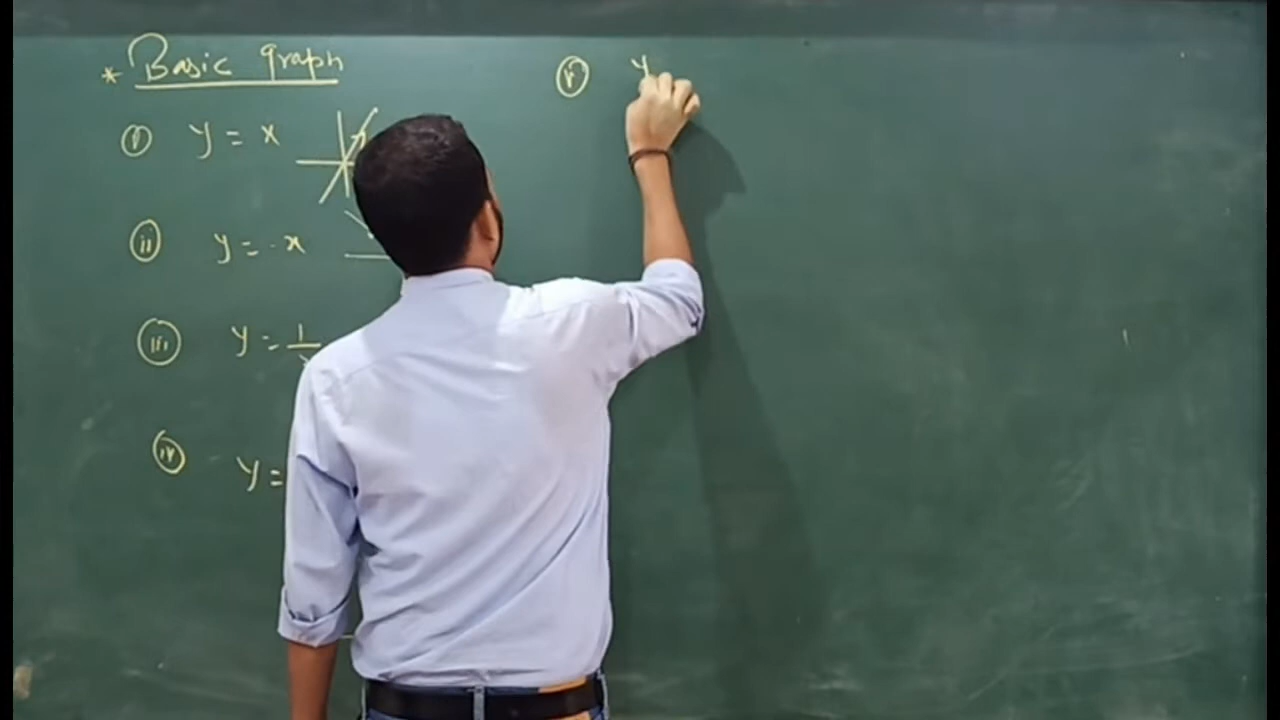 * Basic graph
(i) y = x
(ii) y = -x
(iii) y = 1/
(iv) y =
y